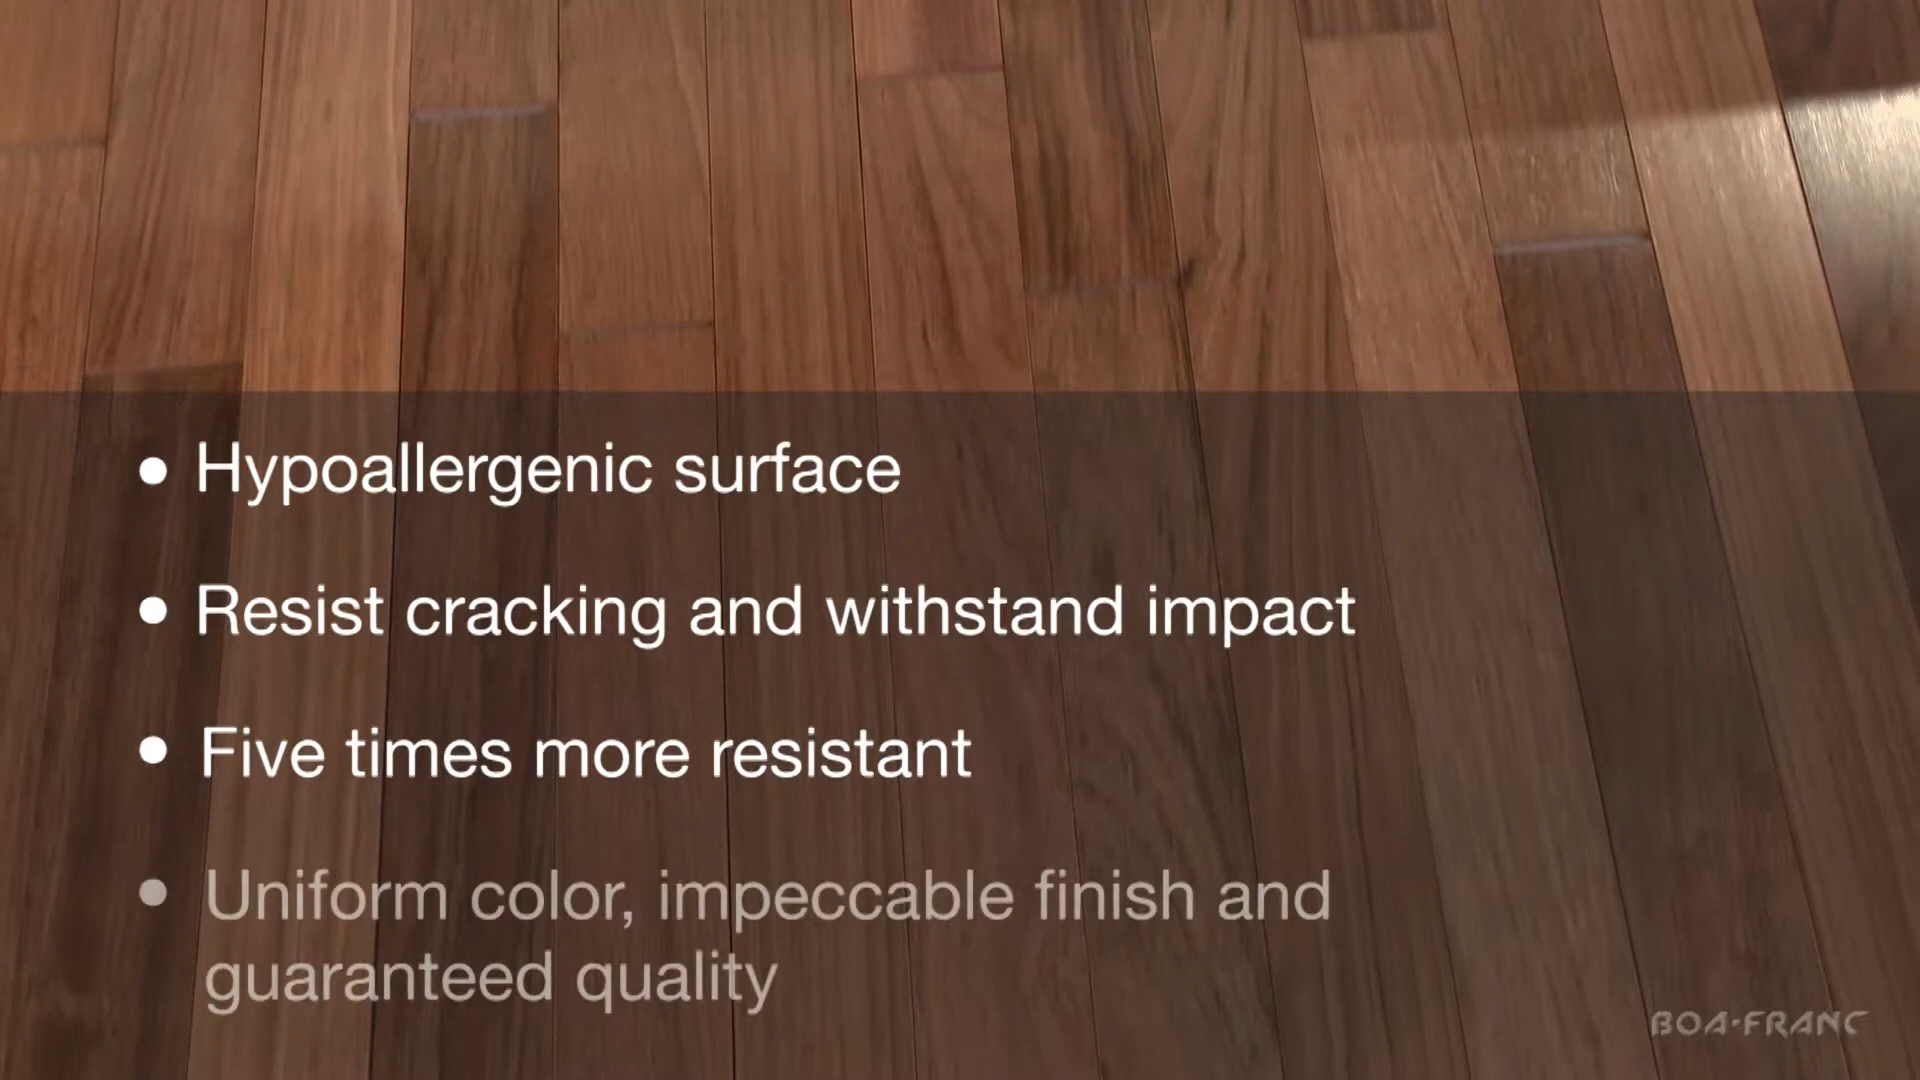 • Hypoallergenic surface
• Resist cracking and withstand impact
• Five times more resistant
• Uniform color, impeccable finish and
guaranteed quality
BOA-FRANC